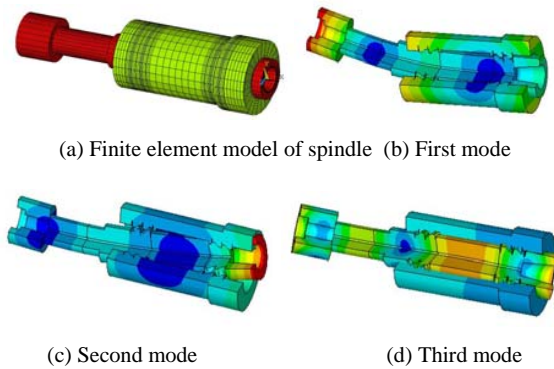 (a) Finite element model of spindle (b) First mode
(c) Second mode (d) Third mode